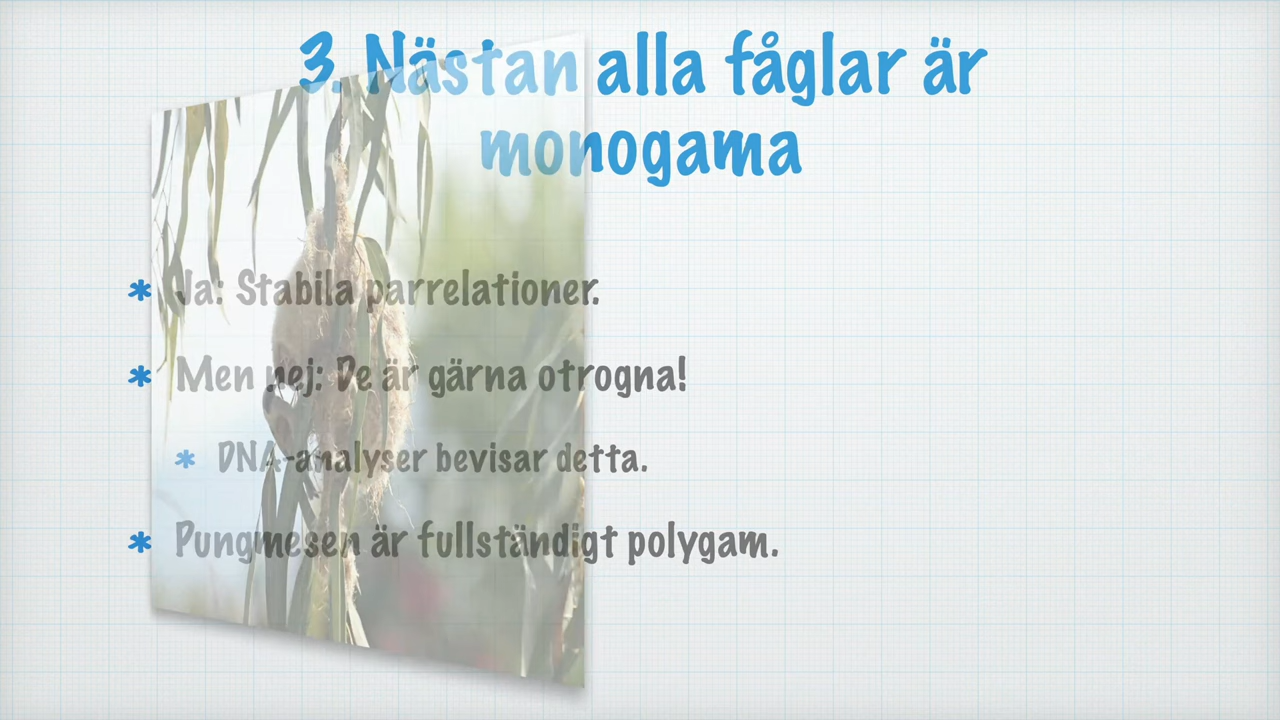 3. Nästan alla fåglar är
monogama
* Ja: Stabila parrelationer.
* Men nej: De är gärna otrogna!
* DNA-analyser bevisar detta.
* Pungmesen är fullständigt polygam.